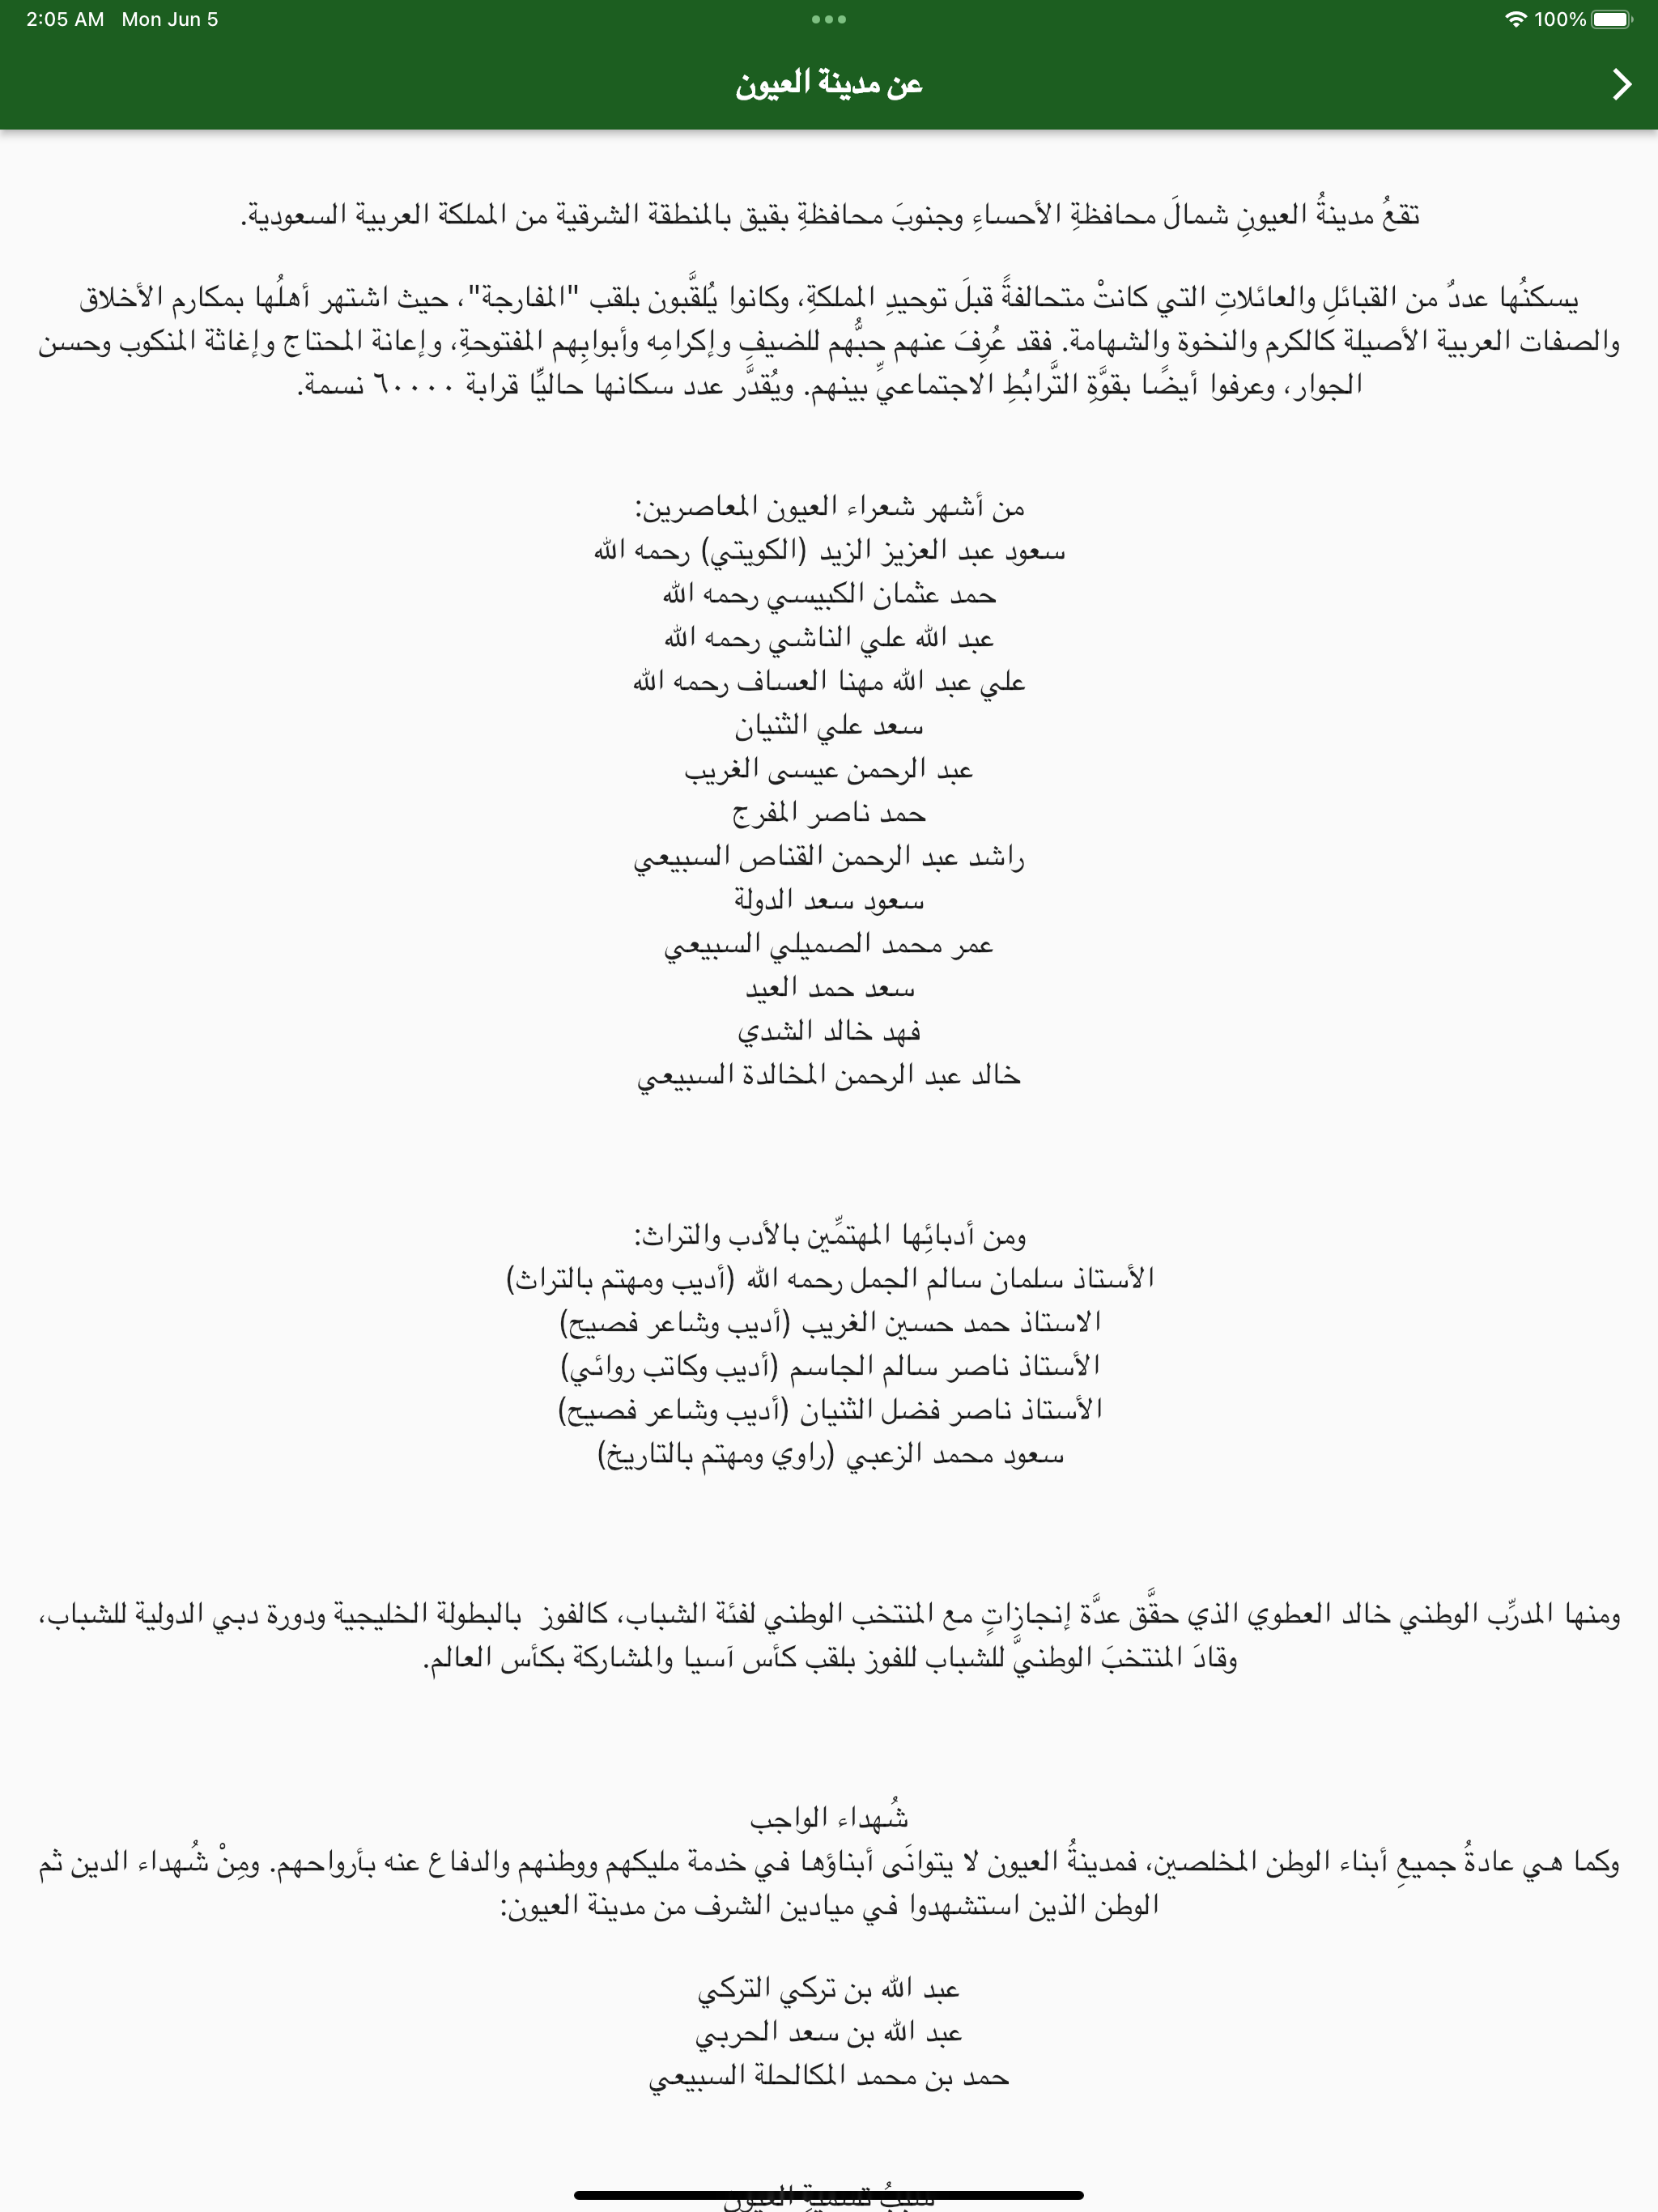 2:05 AM Mon Jun 5
100%
عن مدينة العيون
تقعُ مدينةُ العيونِ شمالَ محافظةِ الأحساءِ وجنوبَ محافظةِ بقيق بالمنطقة الشرقية من المملكة العربية السعودية.
يسكنُها عددٌ من القبائلِ والعائلاتِ التي كانتْ متحالفةً قبلَ توحيدِ المملكةِ، وكانوا يُلقَّبون بلقب "المفارجة"، حيث اشتهر أهلُها بمكارم الأخلاق
والصفات العربية الأصيلة كالكرم والنخوة والشهامة. فقد عُرِفَ عنهم حبُّهم للضيفِ وإكرامِه وأبوابِهم المفتوحةِ، وإعانة المحتاج وإغاثة المنكوب وحسن
الجوار، وعرفوا أيضًا بقوَّةِ التَّرابُطِ الاجتماعيِّ بينهم. ويُقدَّر عدد سكانها حاليًّا قرابة ٦٠٠٠٠ نسمة.
من أشهر شعراء العيون المعاصرين:
سعود عبد العزيز الزيد (الكويتي) رحمه الله
حمد عثمان الكبيسي رحمه الله
عبد الله علي الناشي رحمه الله
علي عبد الله مهنا العساف رحمه الله
سعد علي الثنيان
عبد الرحمن عيسى الغريب
حمد ناصر المفرج
راشد عبد الرحمن القناص السبيعي
سعود سعد الدولة
عمر محمد الصميلي السبيعي
سعد حمد العيد
فهد خالد الشدي
خالد عبد الرحمن المخالدة السبيعي
ومن أدبائِها المهتمِّين بالأدب والتراث:
الأستاذ سلمان سالم الجمل رحمه الله (أديب ومهتم بالتراث)
الاستاذ حمد حسين الغريب (أديب وشاعر فصيح)
الأستاذ ناصر سالم الجاسم (أديب وكاتب روائي)
الأستاذ ناصر فضل الثنيان (أديب وشاعر فصيح)
سعود محمد الزعبي (راوي ومهتم بالتاريخ)
ومنها المدرِّب الوطني خالد العطوي الذي حقَّق عدَّة إنجازاتٍ مع المنتخب الوطني لفئة الشباب، كالفوز بالبطولة الخليجية ودورة دبي الدولية للشباب،
وقادَ المنتخبَ الوطنيَّ للشباب للفوز بلقب كأس آسيا والمشاركة بكأس العالم.
شُهداء الواجب
وكما هي عادةُ جميعِ أبناء الوطن المخلصين، فمدينةُ العيون لا يتوانَى أبناؤها في خدمة مليكهم ووطنهم والدفاع عنه بأرواحهم. ومِنْ شُهداء الدين ثم
الوطن الذين استشهدوا في ميادين الشرف من مدينة العيون:
عبد الله بن تركي التركي
عبد الله بن سعد الحربي
حمد بن محمد المكالحلة السبيعي
سببُ تسميةِ العيون